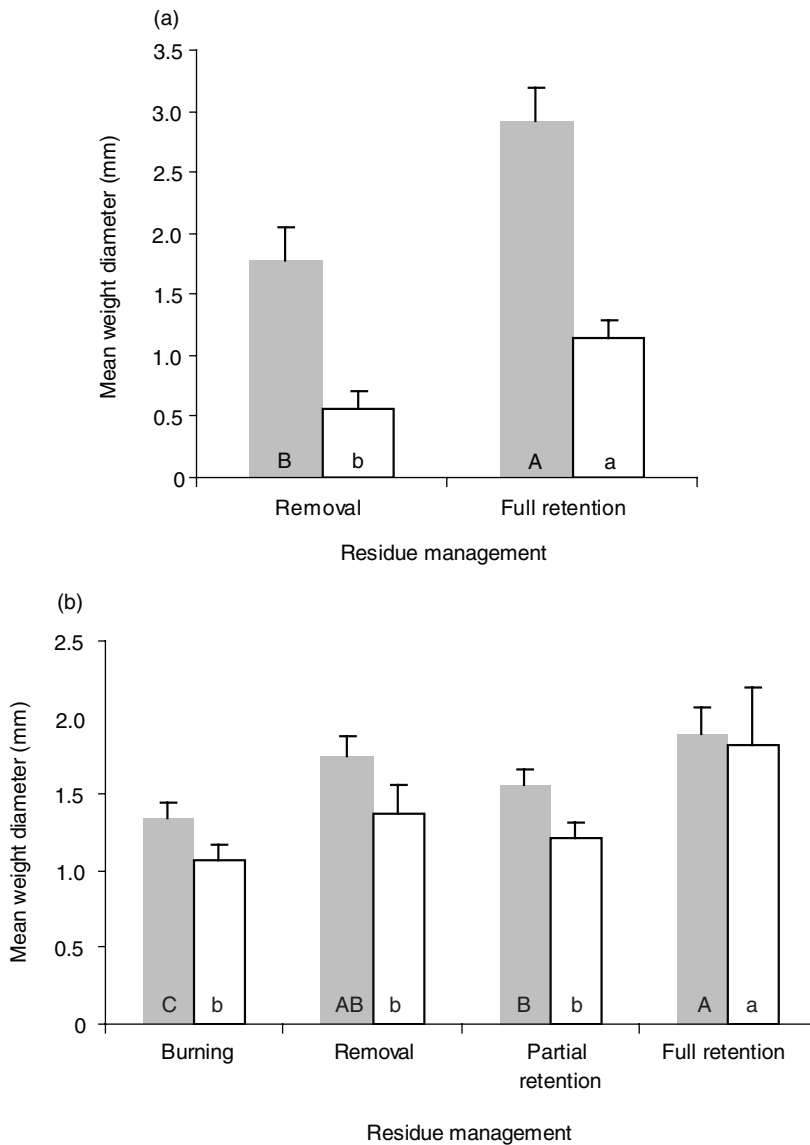 (a)
Mean weight diameter (mm)
3.5
3.0
2.5
2.0
1.5
1.0
0.5
0
B b A a
Removal Full retention
Residue management
(b)
Mean weight diameter (mm)
2.5
2.0
1.5
1.0
0.5
0
C b AB b B b A a
Burning Removal Partial retention Full retention
Residue management